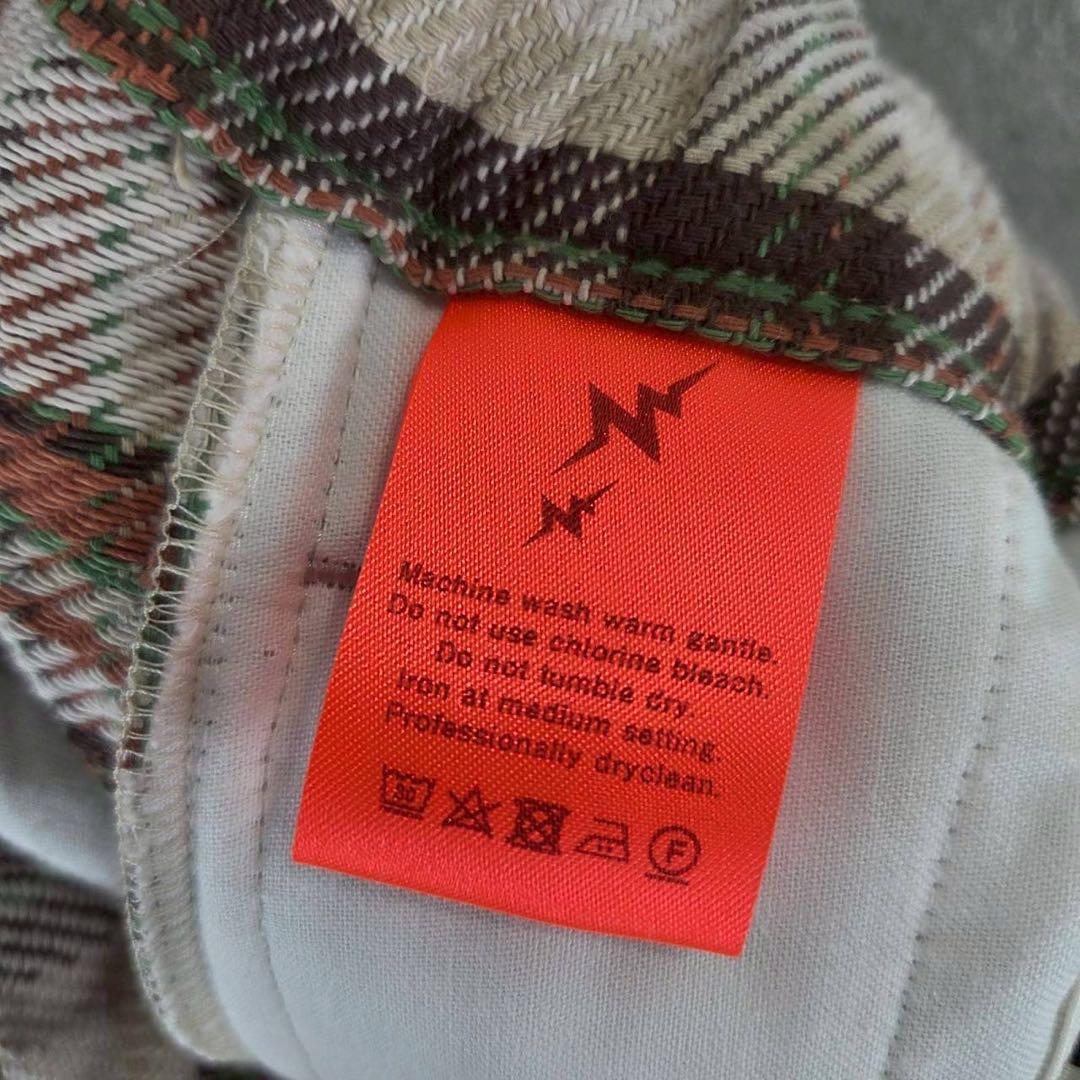 Machine wash warm gentle.
Do not use chlorine bleach.
Do not tumble dry.
Iron at medium setting.
Professionally dryclean.
30 F